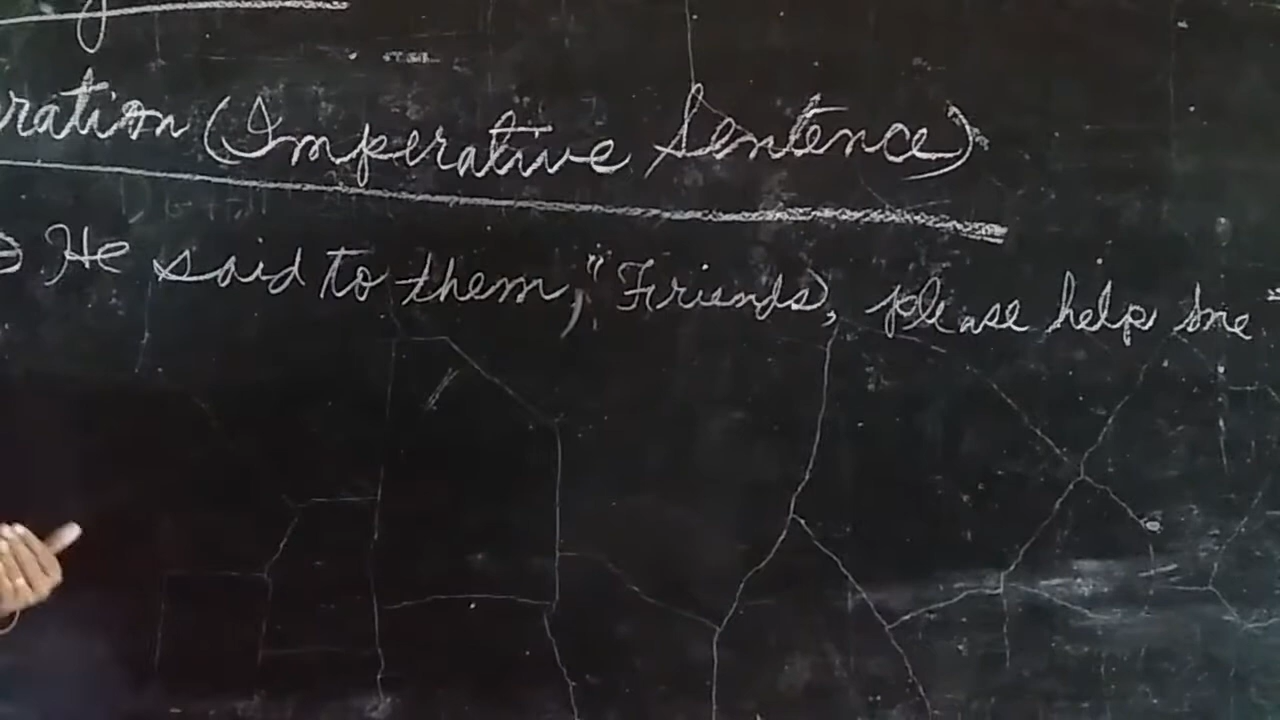 ration (Imperative Sentence)
He said to them, "Friends, please help me"